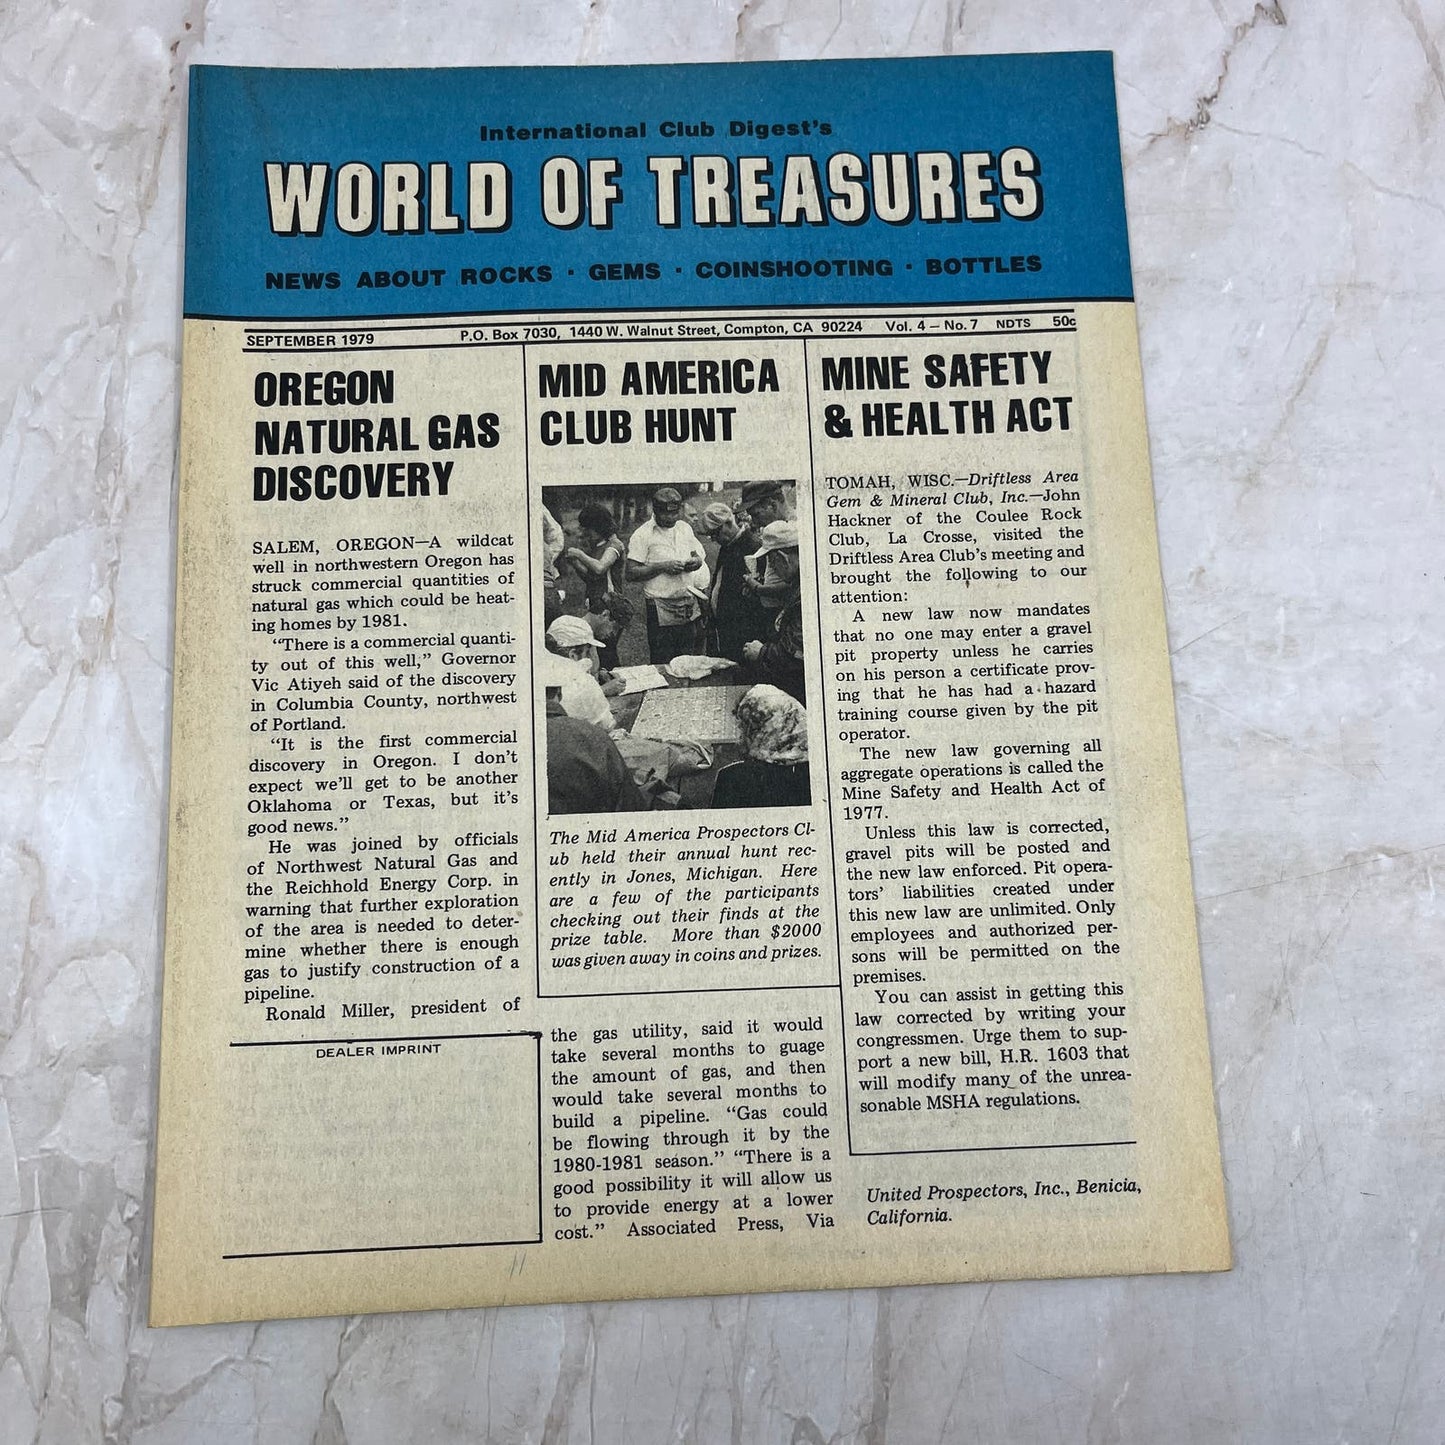 International Club Digest's
WORLD OF TREASURES
NEWS ABOUT ROCKS · GEMS · COINSHOOTING · BOTTLES
SEPTEMBER 1979 P.O. Box 7030, 1440 W. Walnut Street, Compton, CA 90224 Vol. 4 — No. 7 NDTS 50c
OREGON
NATURAL GAS
DISCOVERY
SALEM, OREGON—A wildcat
well in northwestern Oregon has
struck commercial quantities of
natural gas which could be heat-
ing homes by 1981.
"There is a commercial quanti-
ty out of this well," Governor
Vic Atiyeh said of the discovery
in Columbia County, northwest
of Portland.
"It is the first commercial
discovery in Oregon. I don't
expect we'll get to be another
Oklahoma or Texas, but it's
good news."
He was joined by officials
of Northwest Natural Gas and
the Reichhold Energy Corp. in
warning that further exploration
of the area is needed to deter-
mine whether there is enough
gas to justify construction of a
pipeline.
Ronald Miller, president of
DEALER IMPRINT
MID AMERICA
CLUB HUNT
The Mid America Prospectors Cl-
ub held their annual hunt rec-
ently in Jones, Michigan. Here
are a few of the participants
checking out their finds at the
prize table. More than $2000
was given away in coins and prizes.
the gas utility, said it would
take several months to guage
the amount of gas, and then
would take several months to
build a pipeline. "Gas could
be flowing through it by the
1980-1981 season." "There is a
good possibility it will allow us
to provide energy at a lower
cost." Associated Press, Via
MINE SAFETY
& HEALTH ACT
TOMAH, WISC.—Driftless Area
Gem & Mineral Club, Inc.—John
Hackner of the Coulee Rock
Club, La Crosse, visited the
Driftless Area Club's meeting and
brought the following to our
attention:
A new law now mandates
that no one may enter a gravel
pit property unless he carries
on his person a certificate prov-
ing that he has had a hazard
training course given by the pit
operator.
The new law governing all
aggregate operations is called the
Mine Safety and Health Act of
1977.
Unless this law is corrected,
gravel pits will be posted and
the new law enforced. Pit opera-
tors' liabilities created under
this new law are unlimited. Only
employees and authorized per-
sons will be permitted on the
premises.
You can assist in getting this
law corrected by writing your
congressmen. Urge them to sup-
port a new bill, H.R. 1603 that
will modify many of the unrea-
sonable MSHA regulations.
United Prospectors, Inc., Benicia,
California.
11